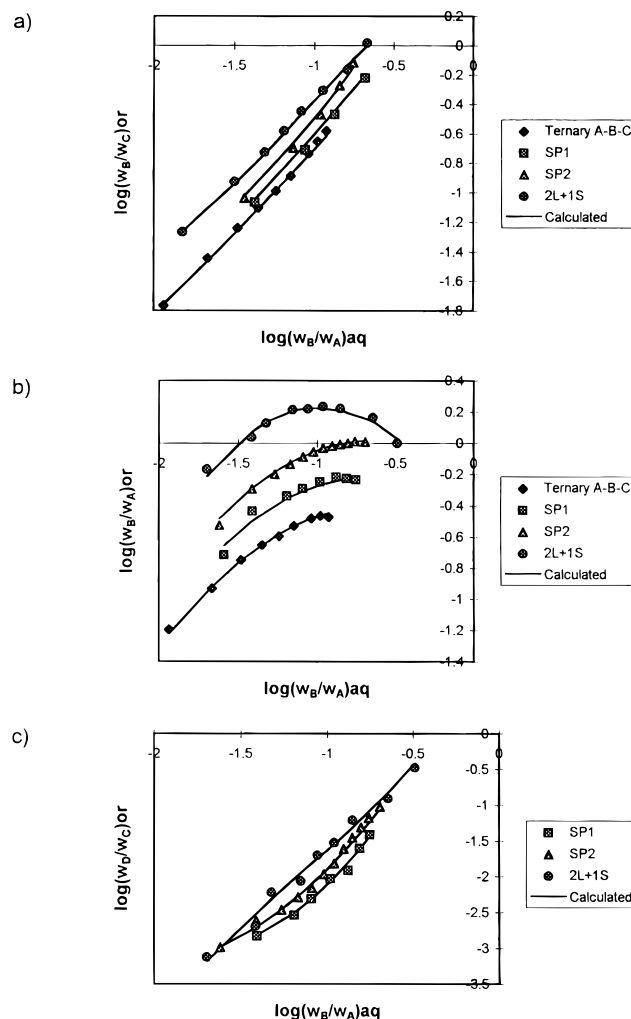 a)
-2 -1.5 -1 -0.5 0
0.2
0
-0.2
-0.4
-0.6
-0.8
-1
-1.2
-1.4
-1.6
-1.8
log(wB/wC)or
log(wB/wA)aq
Ternary A-B-C
SP1
SP2
2L+1S
Calculated
b)
-2 -1.5 -1 -0.5 0
0.4
0.2
0
-0.2
-0.4
-0.6
-0.8
-1
-1.2
-1.4
log(wB/wA)or
log(wB/wA)aq
Ternary A-B-C
SP1
SP2
2L+1S
Calculated
c)
-2 -1.5 -1 -0.5 0
0
-0.5
-1
-1.5
-2
-2.5
-3
-3.5
log(wD/wC)or
log(wB/wA)aq
SP1
SP2
2L+1S
Calculated